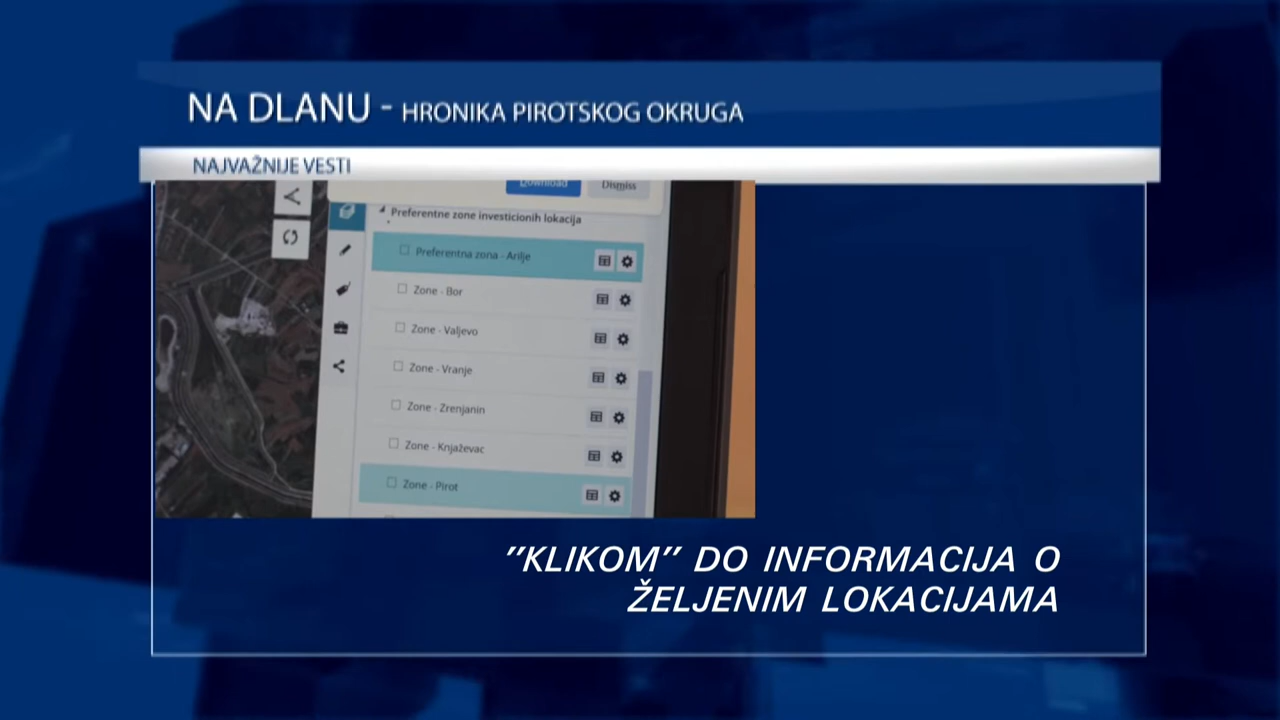 NA DLANU - HRONIKA PIROTSKOG OKRUGA
NAJVAŽNIJE VESTI
Download Dismiss
Preferentne zone investicionih lokacija
Preferentna zona - Arilje
Zone - Bor
Zone - Valjevo
Zone - Vranje
Zone - Zrenjanin
Zone - Knjaževac
Zone - Pirot
"KLIKOM" DO INFORMACIJA O
ŽELJENIM LOKACIJAMA